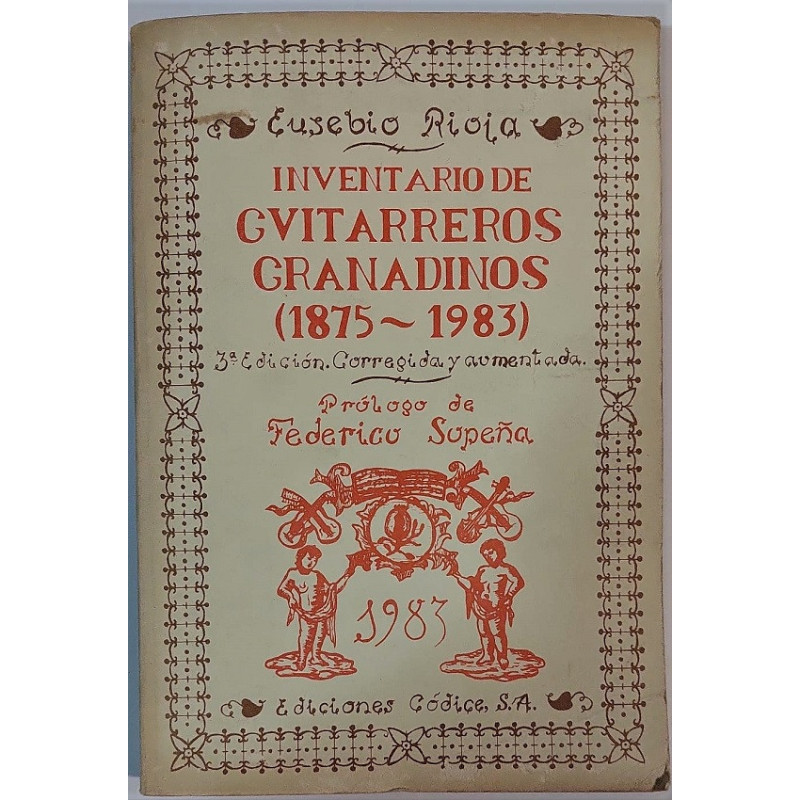 Eusebio Rioja
INVENTARIO DE
GVITARREROS
GRANADINOS
(1875~1983)
3ª Edición. Corregida y aumentada.
Prólogo de
Federico Sopeña
1983
Ediciones Códice, S.A.